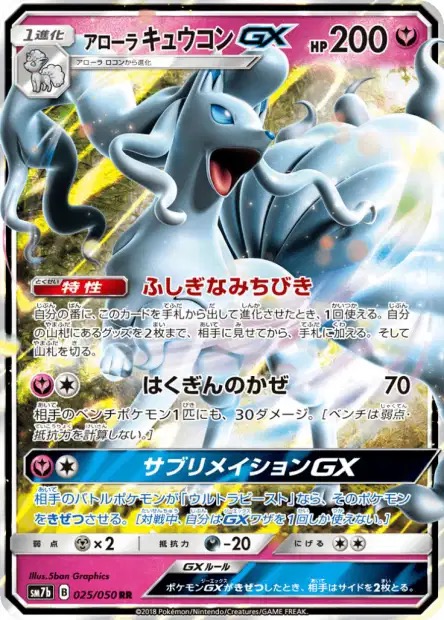 1進化
アローラ キュウコンGX
HP200
アローラ ロコンから進化
特性 ふしぎなみちびき
自分の番に、このカードを手札から出して進化させたとき、1回使える。自分
の山札にあるグッズを2枚まで、相手に見せてから、手札に加える。そして
山札を切る。
はくぎんのかぜ 70
相手のベンチポケモン1匹にも、30ダメージ。[ベンチは弱点・
抵抗力を計算しない。]
サブリメイションGX
相手のバトルポケモンが「ウルトラビースト」なら、そのポケモン
をきぜつさせる。[対戦中、自分はGXワザを1回しか使えない。]
弱点 ×2 抵抗力 -20 にげる
Illus.5ban Graphics
GXルール
ポケモンGXがきぜつしたとき、相手はサイドを2枚とる。
SM7b B 025/050 RR
©2018 Pokémon/Nintendo/Creatures/GAME FREAK.